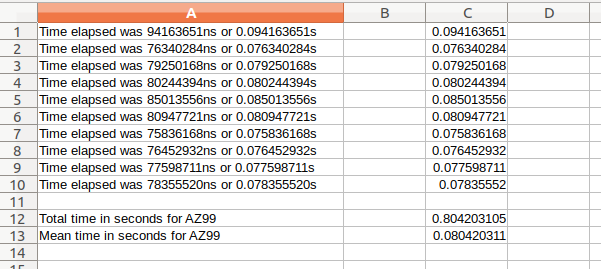 A B C D
1 Time elapsed was 94163651ns or 0.094163651s 0.094163651
2 Time elapsed was 76340284ns or 0.076340284s 0.076340284
3 Time elapsed was 79250168ns or 0.079250168s 0.079250168
4 Time elapsed was 80244394ns or 0.080244394s 0.080244394
5 Time elapsed was 85013556ns or 0.085013556s 0.085013556
6 Time elapsed was 80947721ns or 0.080947721s 0.080947721
7 Time elapsed was 75836168ns or 0.075836168s 0.075836168
8 Time elapsed was 76452932ns or 0.076452932s 0.076452932
9 Time elapsed was 77598711ns or 0.077598711s 0.077598711
10 Time elapsed was 78355520ns or 0.078355520s 0.07835552
11
12 Total time in seconds for AZ99 0.804203105
13 Mean time in seconds for AZ99 0.080420311
14
15